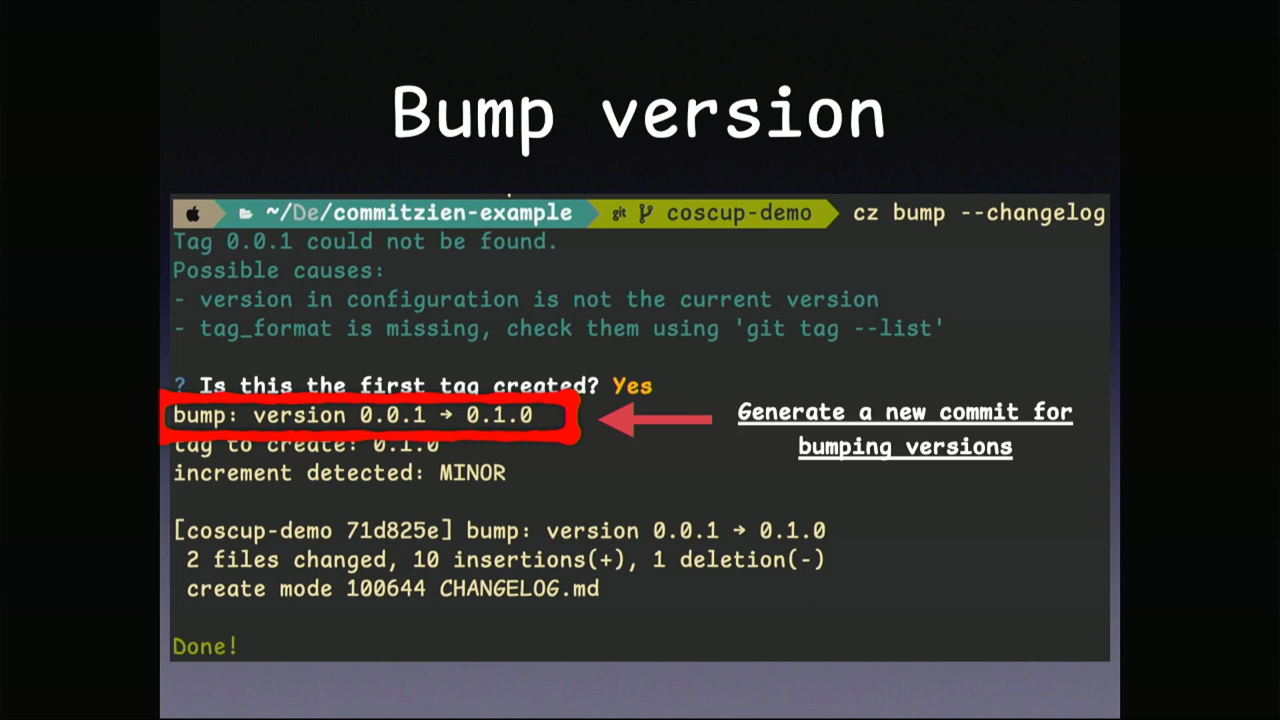 Bump version
~/De/commitzien-example git coscup-demo cz bump --changelog
Tag 0.0.1 could not be found.
Possible causes:
- version in configuration is not the current version
- tag_format is missing, check them using 'git tag --list'
? Is this the first tag created? Yes
bump: version 0.0.1 → 0.1.0
Generate a new commit for
bumping versions
tag to create: 0.1.0
increment detected: MINOR
[coscup-demo 71d825e] bump: version 0.0.1 → 0.1.0
2 files changed, 10 insertions(+), 1 deletion(-)
create mode 100644 CHANGELOG.md
Done!